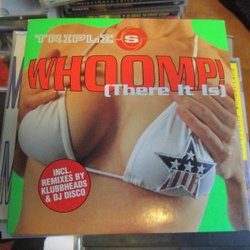 TRIPLE S
WHOOMP!
(There It Is)
INCL.
REMIXES BY
KLUBBHEADS
& DJ DISCO